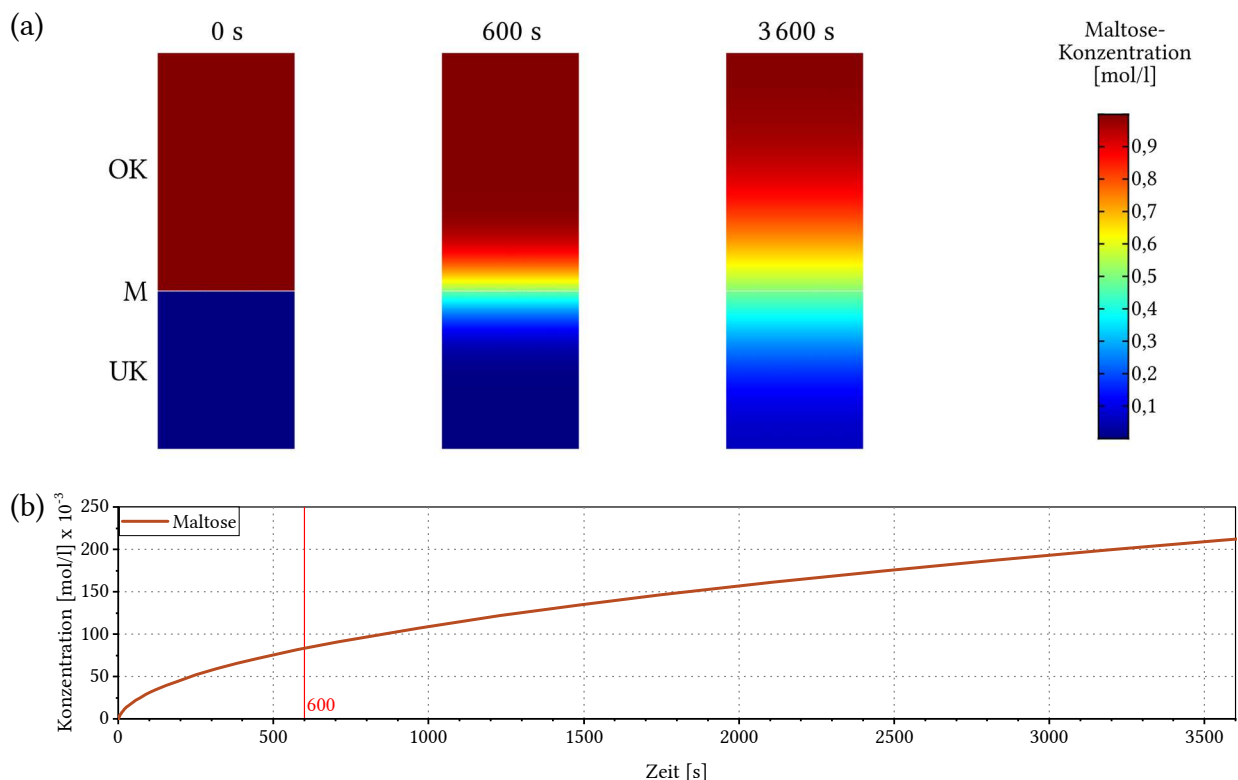 (a)
0 s
600 s
3 600 s
Maltose-
Konzentration
[mol/l]
OK
M
UK
0,9
0,8
0,7
0,6
0,5
0,4
0,3
0,2
0,1
(b)
Konzentration [mol/l] x 10⁻³
250
200
150
100
50
0
Maltose
600
0
500
1000
1500
2000
2500
3000
3500
Zeit [s]